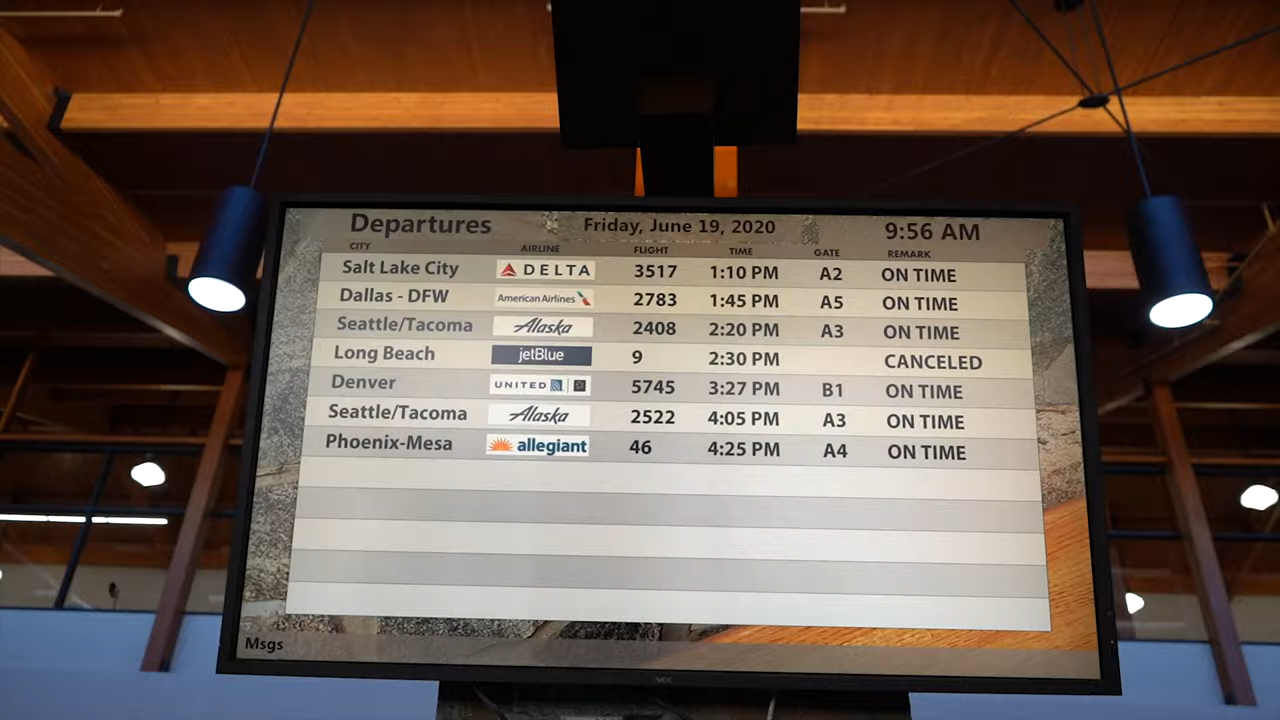 Departures Friday, June 19, 2020 9:56 AM
CITY AIRLINE FLIGHT TIME GATE REMARK
Salt Lake City DELTA 3517 1:10 PM A2 ON TIME
Dallas - DFW American Airlines 2783 1:45 PM A5 ON TIME
Seattle/Tacoma Alaska 2408 2:20 PM A3 ON TIME
Long Beach jetBlue 9 2:30 PM CANCELED
Denver UNITED 5745 3:27 PM B1 ON TIME
Seattle/Tacoma Alaska 2522 4:05 PM A3 ON TIME
Phoenix-Mesa allegiant 46 4:25 PM A4 ON TIME
Msgs
NEC